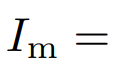 I_m =